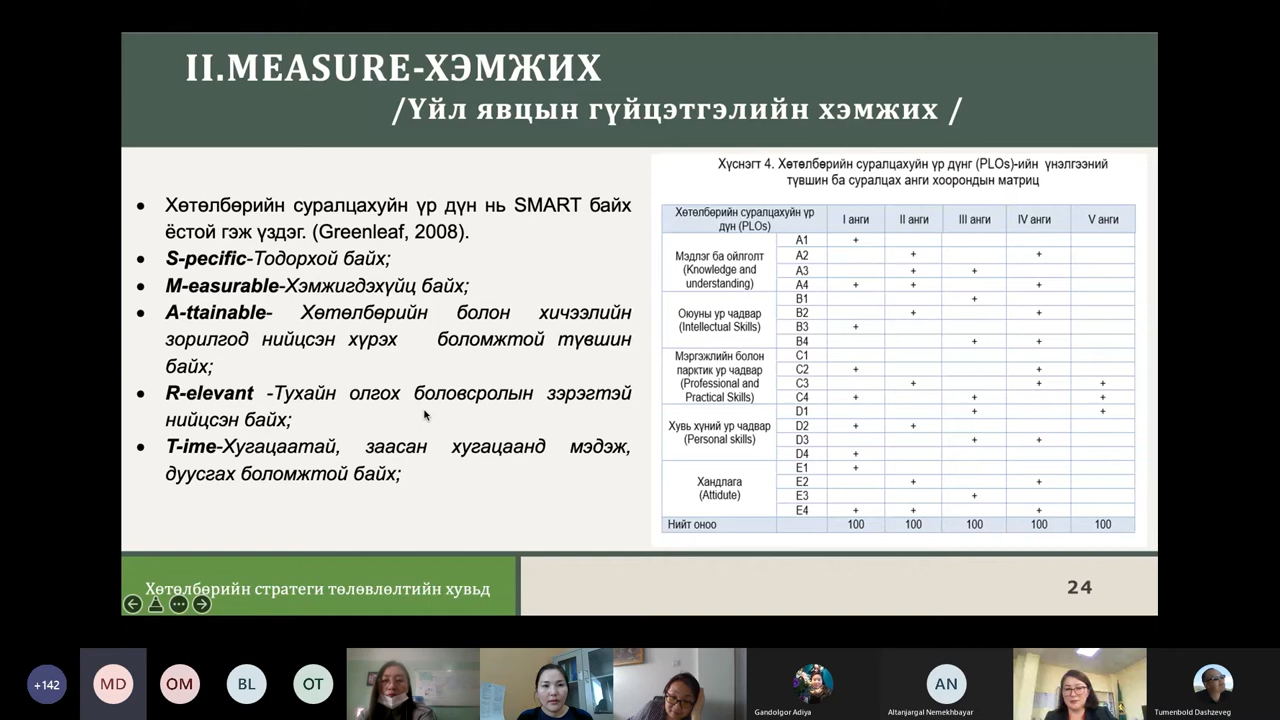 II.MEASURE-ХЭМЖИХ
/Үйл явцын гүйцэтгэлийн хэмжих /
• Хөтөлбөрийн суралцахуйн үр дүн нь SMART байх
ёстой гэж үздэг. (Greenleaf, 2008).
• S-pecific-Тодорхой байх;
• M-easurable-Хэмжигдэхүйц байх;
• A-ttainable- Хөтөлбөрийн болон хичээлийн
зорилгод нийцсэн хүрэх боломжтой түвшин
байх;
• R-elevant -Тухайн олгох боловсролын зэрэгтэй
нийцсэн байх;
• T-ime-Хугацаатай, заасан хугацаанд мэдэж,
дуусгах боломжтой байх;
Хүснэгт 4. Хөтөлбөрийн суралцахуйн үр дүнг (PLOs)-ийн үнэлгээний
түвшин ба суралцах анги хоорондын матриц
Хөтөлбөрийн суралцахуйн үр
дүн (PLOs)
I анги II анги III анги IV анги V анги
Мэдлэг ба ойлголт
(Knowledge and
understanding)
A1 +
A2 + +
A3 + +
A4 + + +
Оюуны ур чадвар
(Intellectual Skills)
B1 +
B2 + +
B3 +
B4 + +
Мэргэжлийн болон
парктик ур чадвар
(Professional and
Practical Skills)
C1
C2 + +
C3 + + +
C4 + + +
Хувь хүний ур чадвар
(Personal skills)
D1 + +
D2 + +
D3 + +
D4 +
Хандлага
(Attidute)
E1 +
E2 + +
E3 +
E4 + + +
Нийт оноо 100 100 100 100 100
Хөтөлбөрийн стратеги төлөвлөлтийн хувьд
24
+142 MD OM BL OT AN
Gandolgor Adiya
Altanjargal Nemekhbayar
Tumenbold Dashzeveg